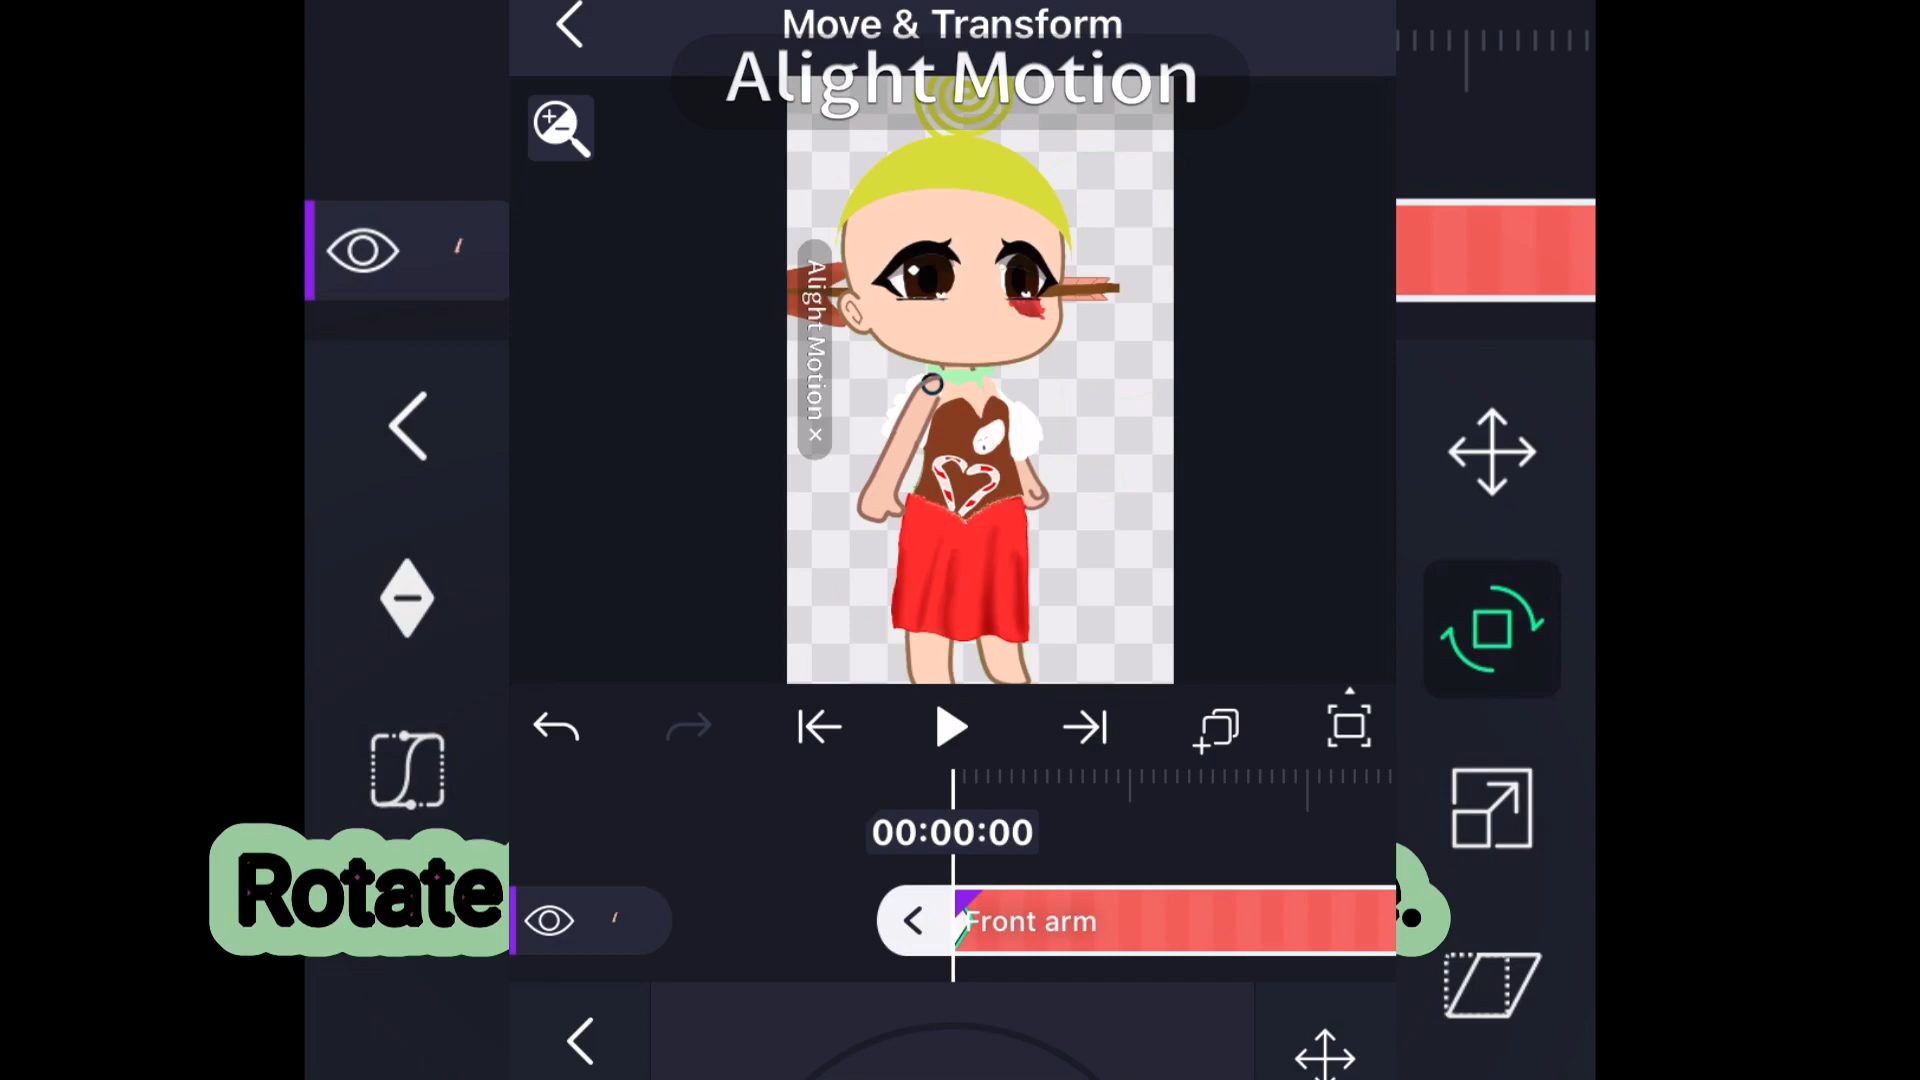 Move & Transform
Alight Motion
Alight Motion ×
00:00:00
Rotate
Front arm